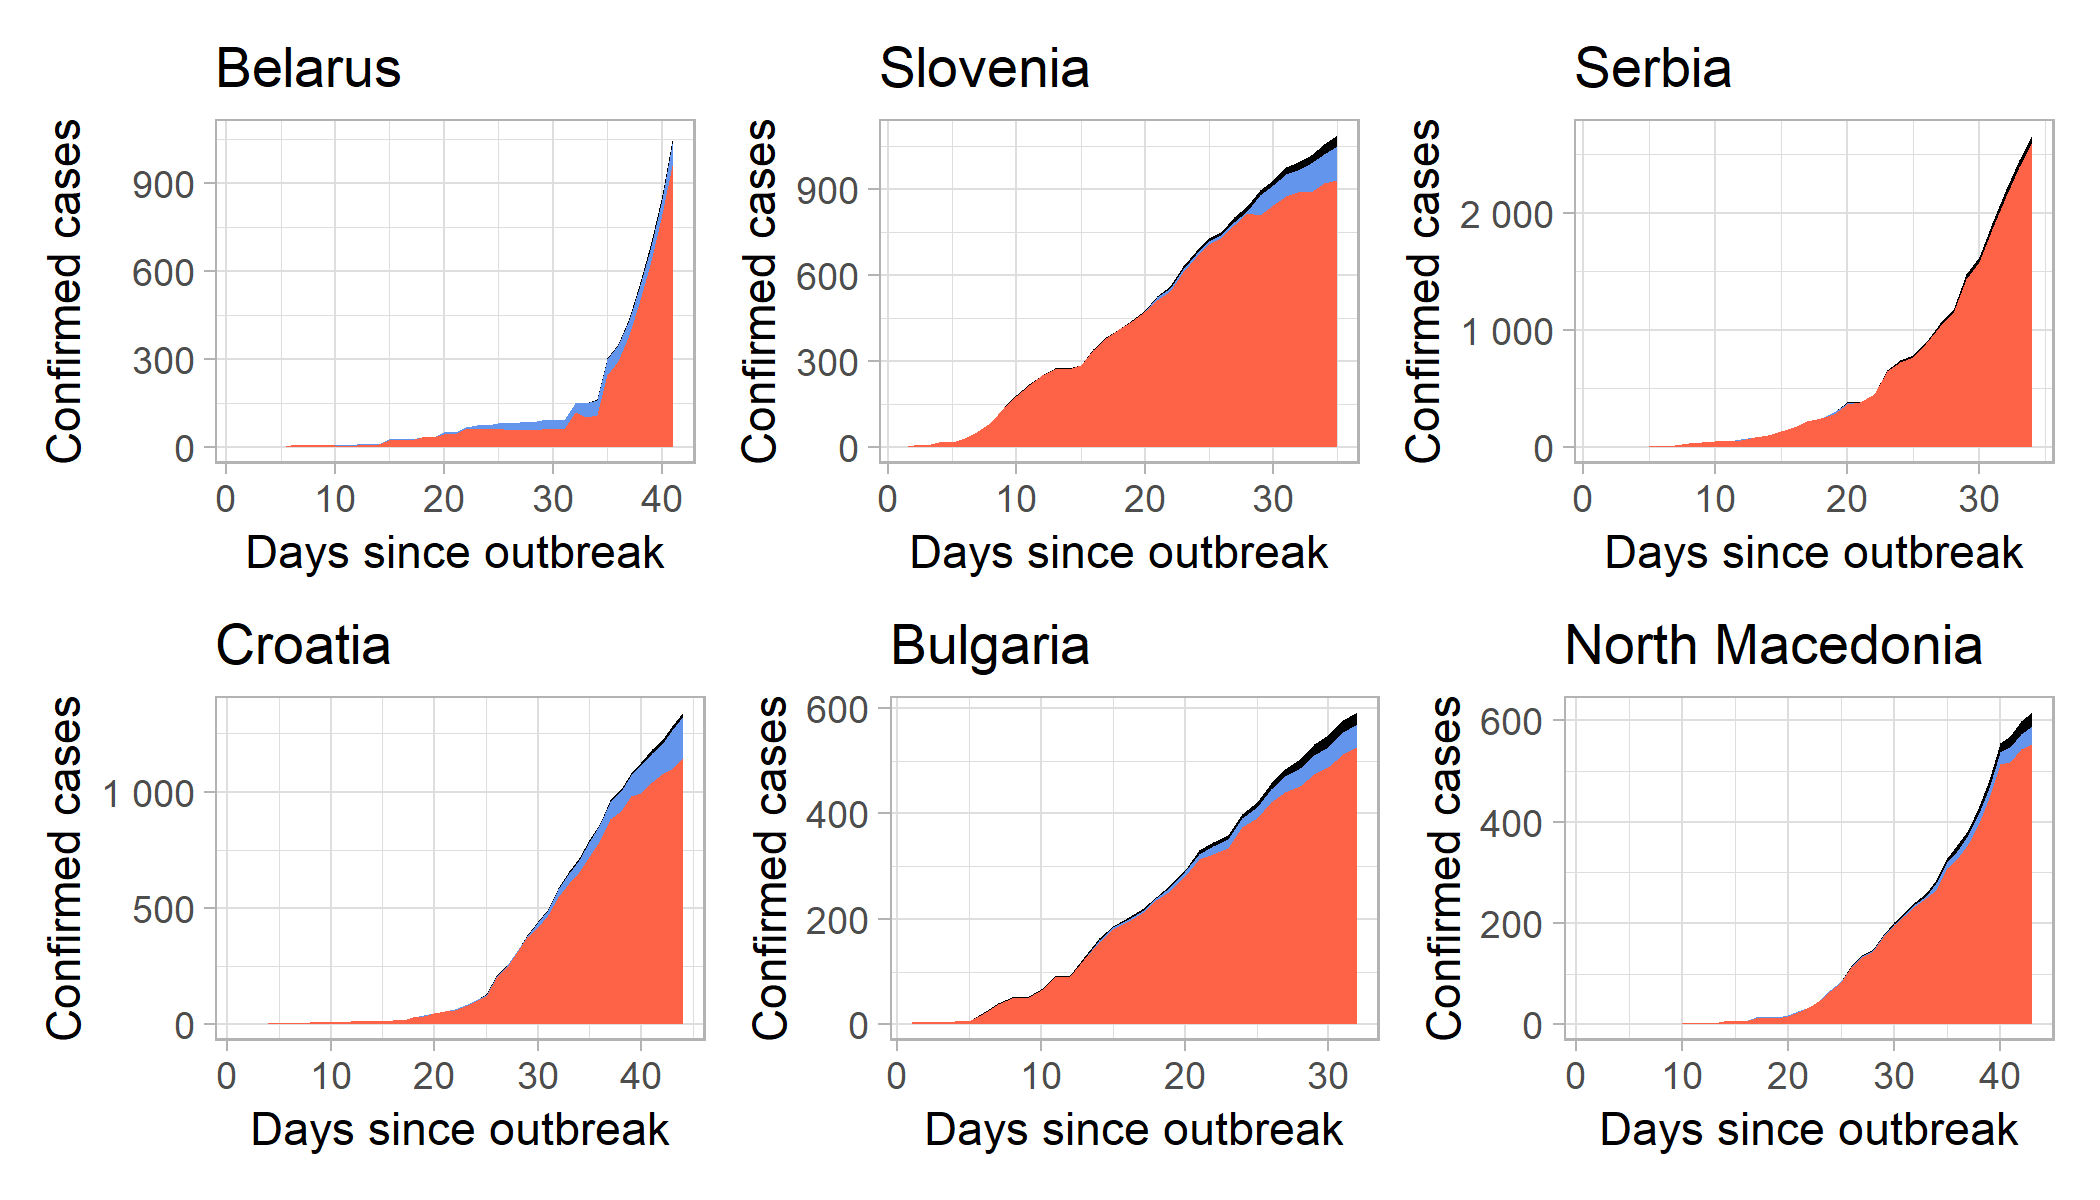 Belarus
Confirmed cases
900
600
300
0
0 10 20 30 40
Days since outbreak
Slovenia
Confirmed cases
900
600
300
0
0 10 20 30
Days since outbreak
Serbia
Confirmed cases
2 000
1 000
0
0 10 20 30
Days since outbreak
Croatia
Confirmed cases
1 000
500
0
0 10 20 30 40
Days since outbreak
Bulgaria
Confirmed cases
600
400
200
0
0 10 20 30
Days since outbreak
North Macedonia
Confirmed cases
600
400
200
0
0 10 20 30 40
Days since outbreak